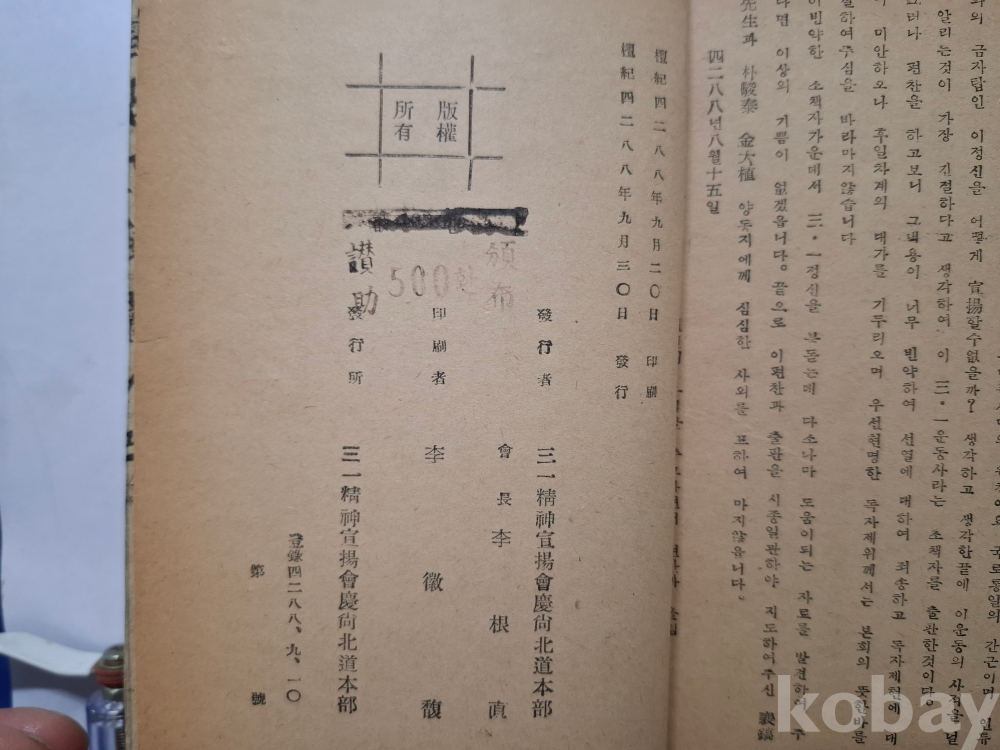 와의 금자탑인 이정신을 어떻게 宣揚할수없을까? 생각하고 생각한끝에 이운동의 사적을 널
알리는것이 가장 긴절하다고 생각하여 이 三・一운동사라는 소책자를 출판한것이다
그러나 편찬을 하고보니 그내용이 너무 빈약하여 선열에 대하여 죄송하고 독자제현에 대
미안하오나 후일차계의 대가를 기두리오며 우선현명한 독자제위께서는 본회의 뜻한바를
절하여주심을 바라마지않습니다
이빈약한 소책자가운데서 三・一정신을 북돋는데 다소나마 도움이되는 자료를 발견하여 주
다면 이상의 기쁨이 없겠읍니다。끝으로 이편찬과 출판을 시종일관하야 지도하여주신
先生과 朴駿泰 金大植 양동지에께 심심한 사의를 표하여 마지않읍니다。
四二八八년八월十五일
檀紀四二八八年九月二〇日 印刷
檀紀四二八八年九月三〇日 發行
版權所有
頒布
500환
讚助
發行者 三一精神宣揚會慶尙北道本部
會長 李根直
印刷者 李徽馥
發行所 三一精神宣揚會慶尙北道本部
登錄四二八八、九、一〇
第 號
kobay